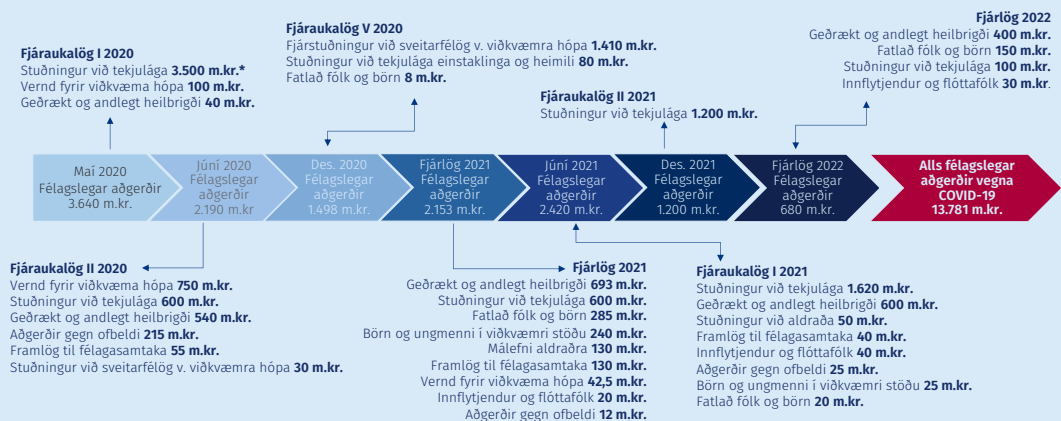 Fjáraukalög I 2020
Stuðningur við tekjulága 3.500 m.kr.*
Vernd fyrir viðkvæma hópa 100 m.kr.
Geðrækt og andlegt heilbrigði 40 m.kr.
Fjáraukalög V 2020
Fjárstuðningur við sveitarfélög v. viðkvæmra hópa 1.410 m.kr.
Stuðningur við tekjulága einstaklinga og heimili 80 m.kr.
Fatlað fólk og börn 8 m.kr.
Fjáraukalög II 2021
Stuðningur við tekjulága 1.200 m.kr.
Fjárlög 2022
Geðrækt og andlegt heilbrigði 400 m.kr.
Fatlað fólk og börn 150 m.kr.
Stuðningur við tekjulága 100 m.kr.
Innflytjendur og flóttafólk 30 m.kr.
Maí 2020
Félagslegar aðgerðir
3.640 m.kr.
Júní 2020
Félagslegar
aðgerðir
2.190 m.kr
Des. 2020
Félagslegar
aðgerðir
1.498 m.kr.
Fjárlög 2021
Félagslegar
aðgerðir
2.153 m.kr.
Júní 2021
Félagslegar
aðgerðir
2.420 m.kr.
Des. 2021
Félagslegar
aðgerðir
1.200 m.kr.
Fjárlög 2022
Félagslegar
aðgerðir
680 m.kr.
Alls félagslegar
aðgerðir vegna
COVID-19
13.781 m.kr.
Fjáraukalög II 2020
Vernd fyrir viðkvæma hópa 750 m.kr.
Stuðningur við tekjulága 600 m.kr.
Geðrækt og andlegt heilbrigði 540 m.kr.
Aðgerðir gegn ofbeldi 215 m.kr.
Framlög til félagasamtaka 55 m.kr.
Stuðningur við sveitarfélög v. viðkvæmra hópa 30 m.kr.
Fjárlög 2021
Geðrækt og andlegt heilbrigði 693 m.kr.
Stuðningur við tekjulága 600 m.kr.
Fatlað fólk og börn 285 m.kr.
Börn og ungmenni í viðkvæmri stöðu 240 m.kr.
Málefni aldraðra 130 m.kr.
Framlög til félagasamtaka 130 m.kr.
Vernd fyrir viðkvæma hópa 42,5 m.kr.
Innflytjendur og flóttafólk 20 m.kr.
Aðgerðir gegn ofbeldi 12 m.kr.
Fjáraukalög I 2021
Stuðningur við tekjulága 1.620 m.kr.
Geðrækt og andlegt heilbrigði 600 m.kr.
Stuðningur við aldraða 50 m.kr.
Framlög til félagasamtaka 40 m.kr.
Innflytjendur og flóttafólk 40 m.kr.
Aðgerðir gegn ofbeldi 25 m.kr.
Börn og ungmenni í viðkvæmri stöðu 25 m.kr.
Fatlað fólk og börn 20 m.kr.